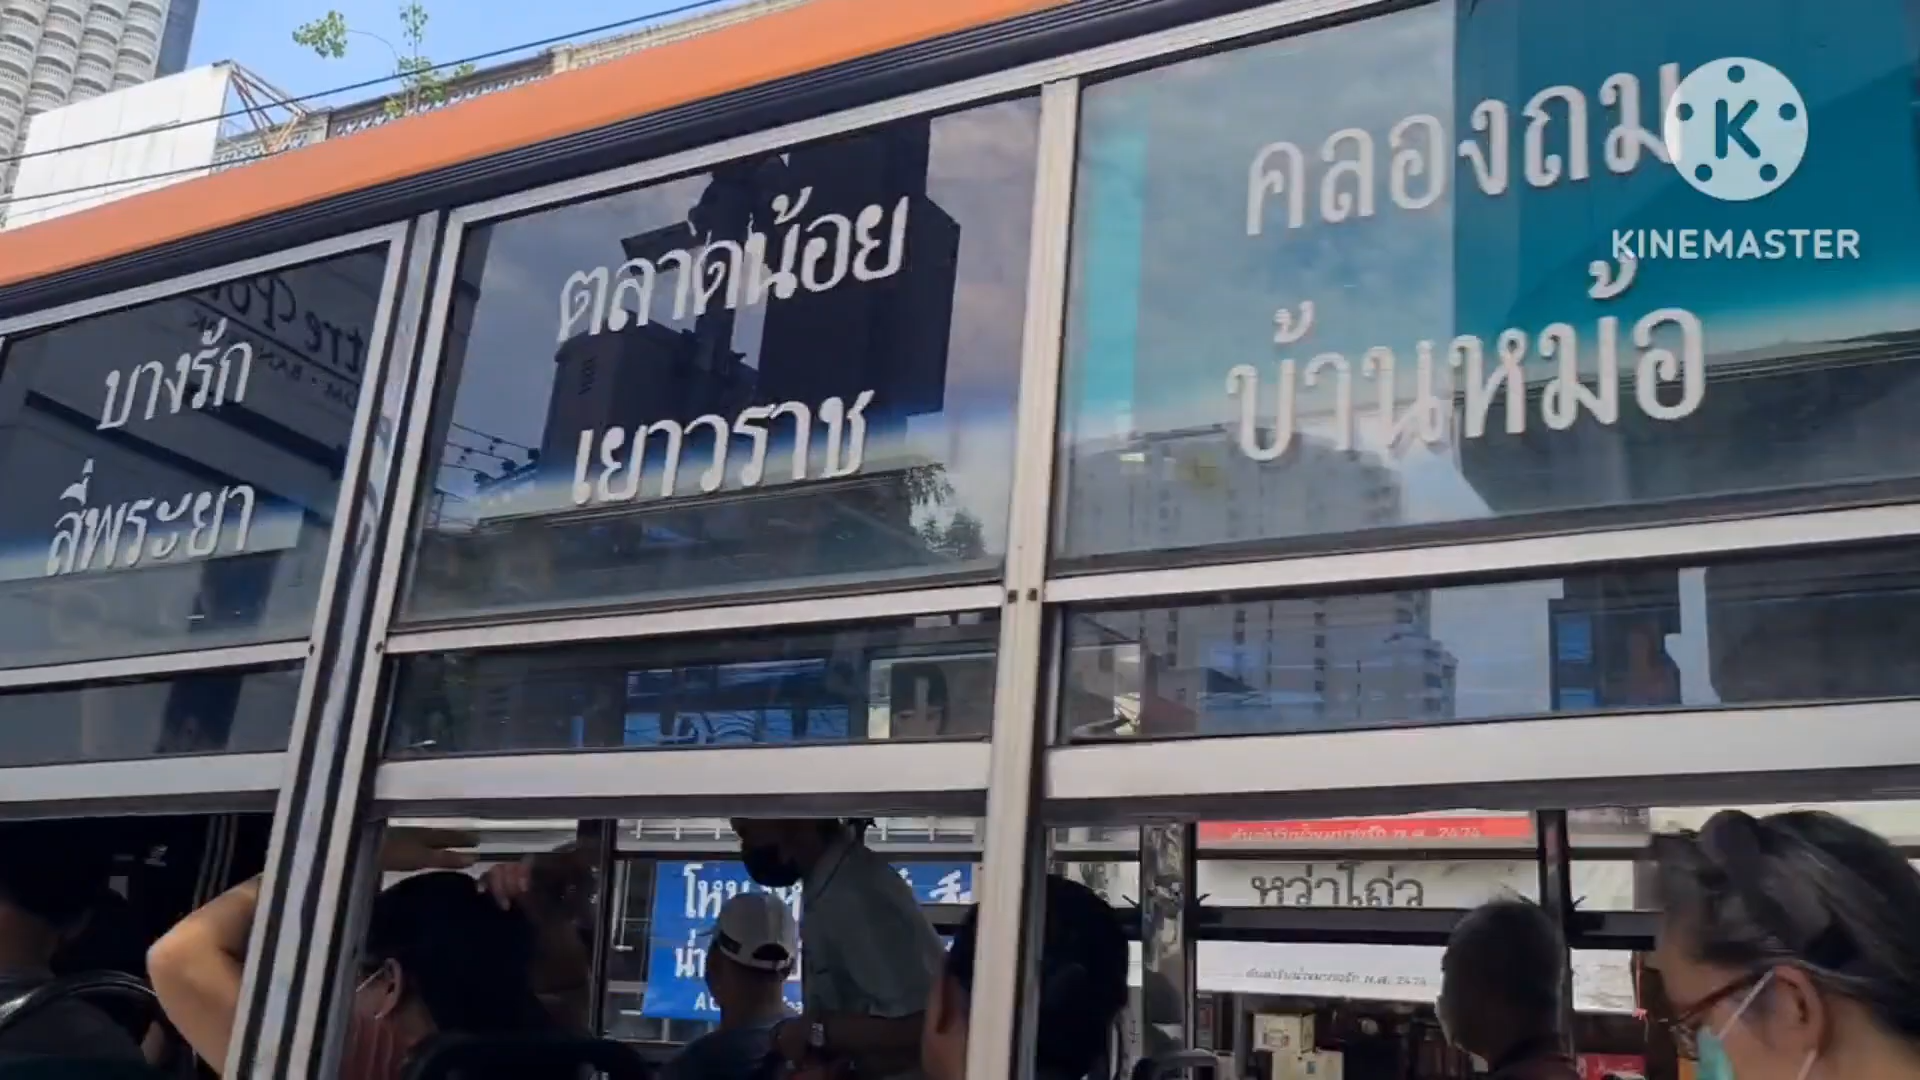 บางรัก
สี่พระยา
ตลาดน้อย
เยาวราช
คลองถม
บ้านหม้อ
K
KINEMASTER
หว่าโถ่ว